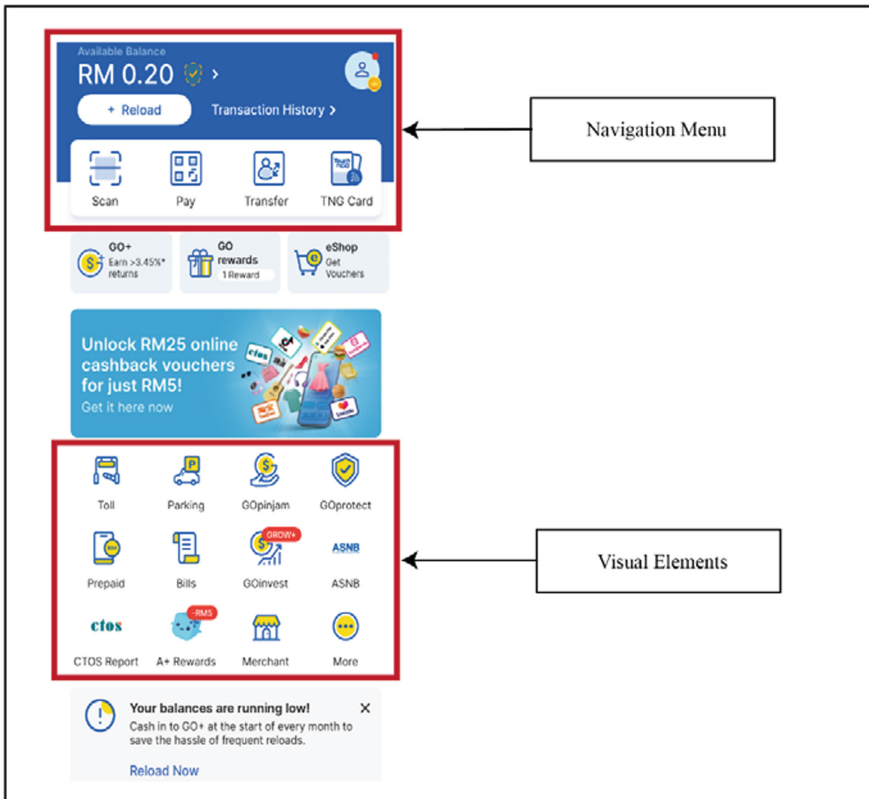 Available Balance
RM 0.20
+ Reload
Transaction History >
Navigation Menu
Scan
Pay
Transfer
TNG Card
GO+
Earn >3.45%*
returns
GO
rewards
1 Reward
eShop
Get
Vouchers
Unlock RM25 online
cashback vouchers
for just RM5!
Get it here now
ctos
Toll
Parking
GOpinjam
GOprotect
Prepaid
Bills
GROW+
GOinvest
ASNB
ASNB
Visual Elements
ctos
CTOS Report
-RM5
A+ Rewards
Merchant
More
Your balances are running low!
Cash in to GO+ at the start of every month to
save the hassle of frequent reloads.
Reload Now